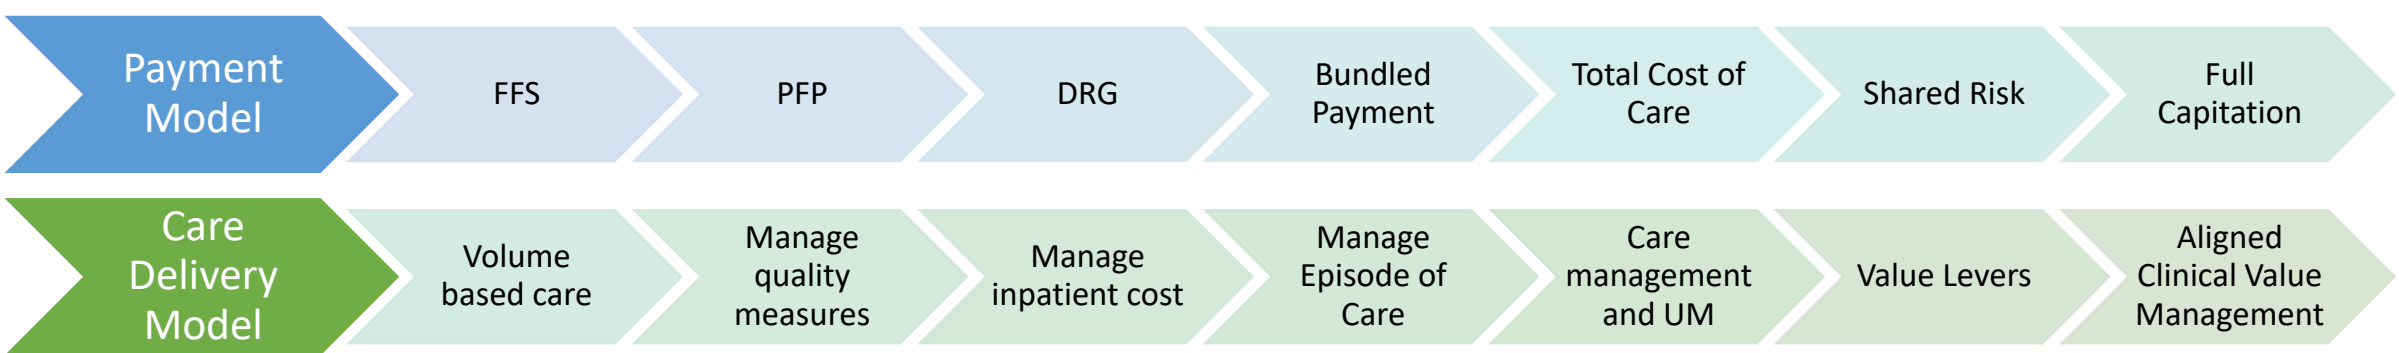 Payment
Model
FFS
PFP
DRG
Bundled
Payment
Total Cost of
Care
Shared Risk
Full
Capitation
Care
Delivery
Model
Volume
based care
Manage
quality
measures
Manage
inpatient cost
Manage
Episode of
Care
Care
management
and UM
Value Levers
Aligned
Clinical Value
Management